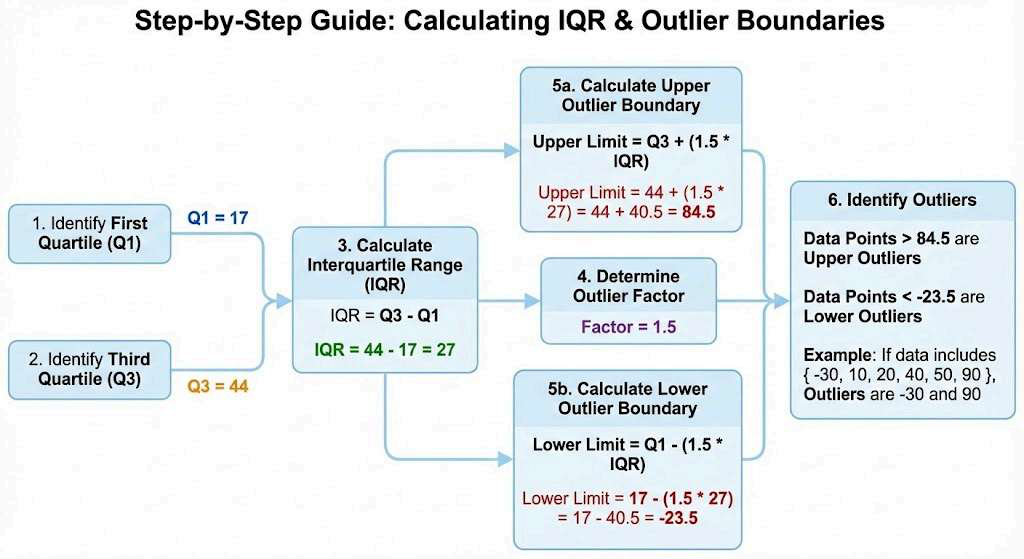 Step-by-Step Guide: Calculating IQR & Outlier Boundaries
1. Identify First
Quartile (Q1)
Q1 = 17
2. Identify Third
Quartile (Q3)
Q3 = 44
3. Calculate
Interquartile Range
(IQR)
IQR = Q3 - Q1
IQR = 44 - 17 = 27
4. Determine
Outlier Factor
Factor = 1.5
5a. Calculate Upper
Outlier Boundary
Upper Limit = Q3 + (1.5 *
IQR)
Upper Limit = 44 + (1.5 *
27) = 44 + 40.5 = 84.5
5b. Calculate Lower
Outlier Boundary
Lower Limit = Q1 - (1.5 *
IQR)
Lower Limit = 17 - (1.5 * 27)
= 17 - 40.5 = -23.5
6. Identify Outliers
Data Points > 84.5 are
Upper Outliers
Data Points < -23.5 are
Lower Outliers
Example: If data includes
{ -30, 10, 20, 40, 50, 90 },
Outliers are -30 and 90